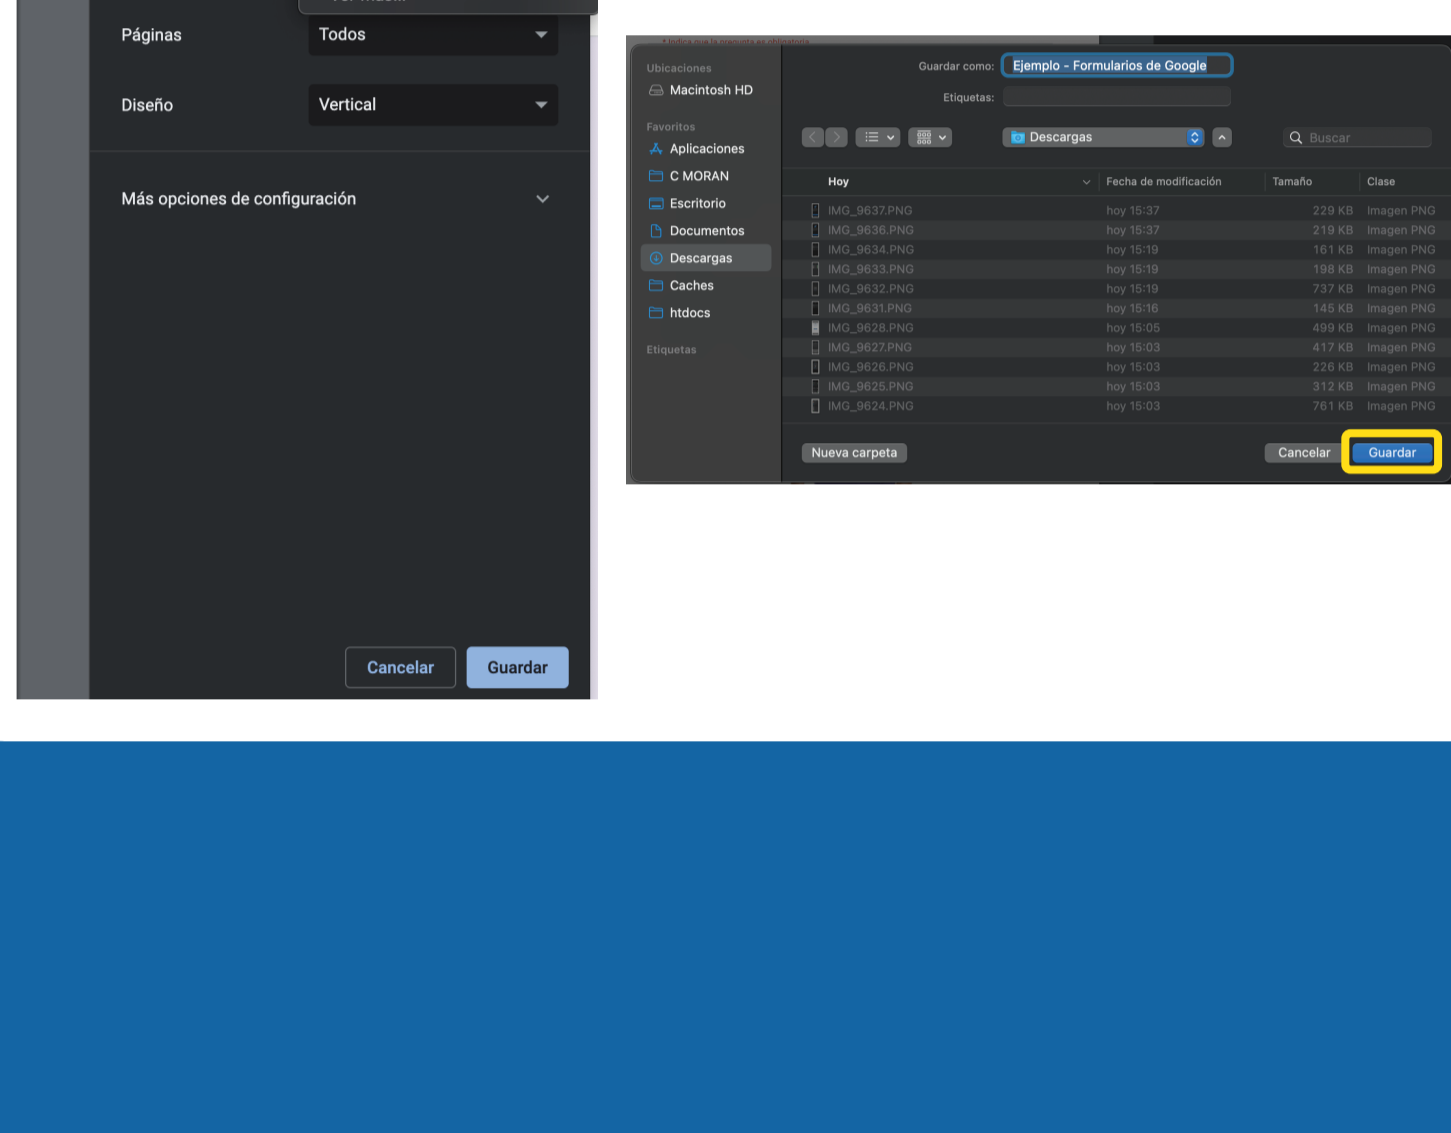 Páginas
Todos
Diseño
Vertical
Más opciones de configuración
Cancelar
Guardar
* Indica que la pregunta es obligatoria
Ubicaciones
Macintosh HD
Favoritos
Aplicaciones
C MORAN
Escritorio
Documentos
Descargas
Caches
htdocs
Etiquetas
Guardar como: Ejemplo - Formularios de Google
Etiquetas:
Descargas
Buscar
Hoy Fecha de modificación Tamaño Clase
IMG_9637.PNG hoy 15:37 229 KB Imagen PNG
IMG_9636.PNG hoy 15:37 219 KB Imagen PNG
IMG_9634.PNG hoy 15:19 161 KB Imagen PNG
IMG_9633.PNG hoy 15:19 198 KB Imagen PNG
IMG_9632.PNG hoy 15:19 737 KB Imagen PNG
IMG_9631.PNG hoy 15:16 145 KB Imagen PNG
IMG_9628.PNG hoy 15:05 499 KB Imagen PNG
IMG_9627.PNG hoy 15:03 417 KB Imagen PNG
IMG_9626.PNG hoy 15:03 226 KB Imagen PNG
IMG_9625.PNG hoy 15:03 312 KB Imagen PNG
IMG_9624.PNG hoy 15:03 761 KB Imagen PNG
Nueva carpeta
Cancelar
Guardar